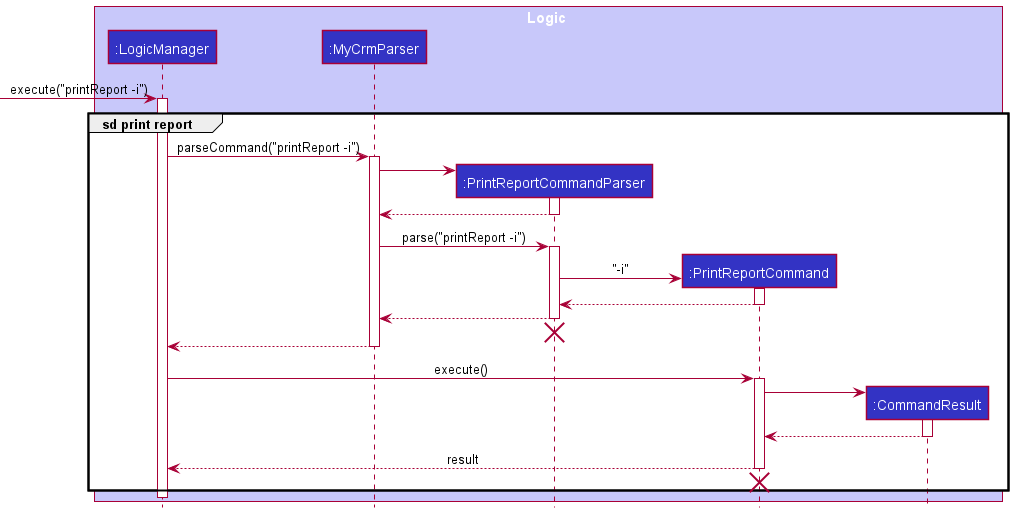 Logic
:LogicManager
:MyCrmParser
execute("printReport -i")
sd print report
parseCommand("printReport -i")
:PrintReportCommandParser
parse("printReport -i")
"-i"
:PrintReportCommand
execute()
:CommandResult
result